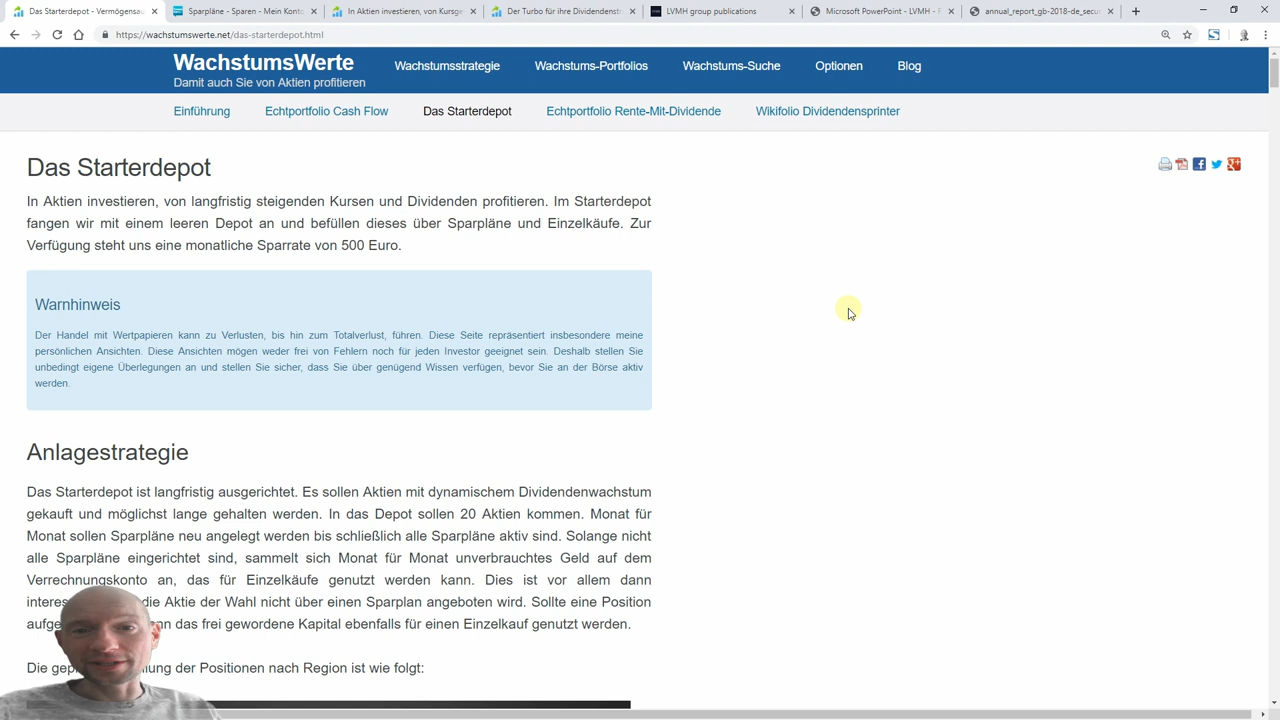 Das Starterdepot - Vermögensau
Sparpläne - Sparen - Mein Konto
In Aktien investieren, von Kursge
Der Turbo für ihre Dividendenstr
LVMH group publications
Microsoft PowerPoint - LVMH - F
annual_report_gb-2018-de_secu
https://wachstumswerte.net/das-starterdepot.html
WachstumsWerte
Damit auch Sie von Aktien profitieren
Wachstumsstrategie
Wachstums-Portfolios
Wachstums-Suche
Optionen
Blog
Einführung
Echtportfolio Cash Flow
Das Starterdepot
Echtportfolio Rente-Mit-Dividende
Wikifolio Dividendensprinter
Das Starterdepot
In Aktien investieren, von langfristig steigenden Kursen und Dividenden profitieren. Im Starterdepot
fangen wir mit einem leeren Depot an und befüllen dieses über Sparpläne und Einzelkäufe. Zur
Verfügung steht uns eine monatliche Sparrate von 500 Euro.
Warnhinweis
Der Handel mit Wertpapieren kann zu Verlusten, bis hin zum Totalverlust, führen. Diese Seite repräsentiert insbesondere meine
persönlichen Ansichten. Diese Ansichten mögen weder frei von Fehlern noch für jeden Investor geeignet sein. Deshalb stellen Sie
unbedingt eigene Überlegungen an und stellen Sie sicher, dass Sie über genügend Wissen verfügen, bevor Sie an der Börse aktiv
werden.
Anlagestrategie
Das Starterdepot ist langfristig ausgerichtet. Es sollen Aktien mit dynamischem Dividendenwachstum
gekauft und möglichst lange gehalten werden. In das Depot sollen 20 Aktien kommen. Monat für
Monat sollen Sparpläne neu angelegt werden bis schließlich alle Sparpläne aktiv sind. Solange nicht
alle Sparpläne eingerichtet sind, sammelt sich Monat für Monat unverbrauchtes Geld auf dem
Verrechnungskonto an, das für Einzelkäufe genutzt werden kann. Dies ist vor allem dann
die Aktie der Wahl nicht über einen Sparplan angeboten wird. Sollte eine Position
das frei gewordene Kapital ebenfalls für einen Einzelkauf genutzt werden.
Die der Positionen nach Region ist wie folgt: